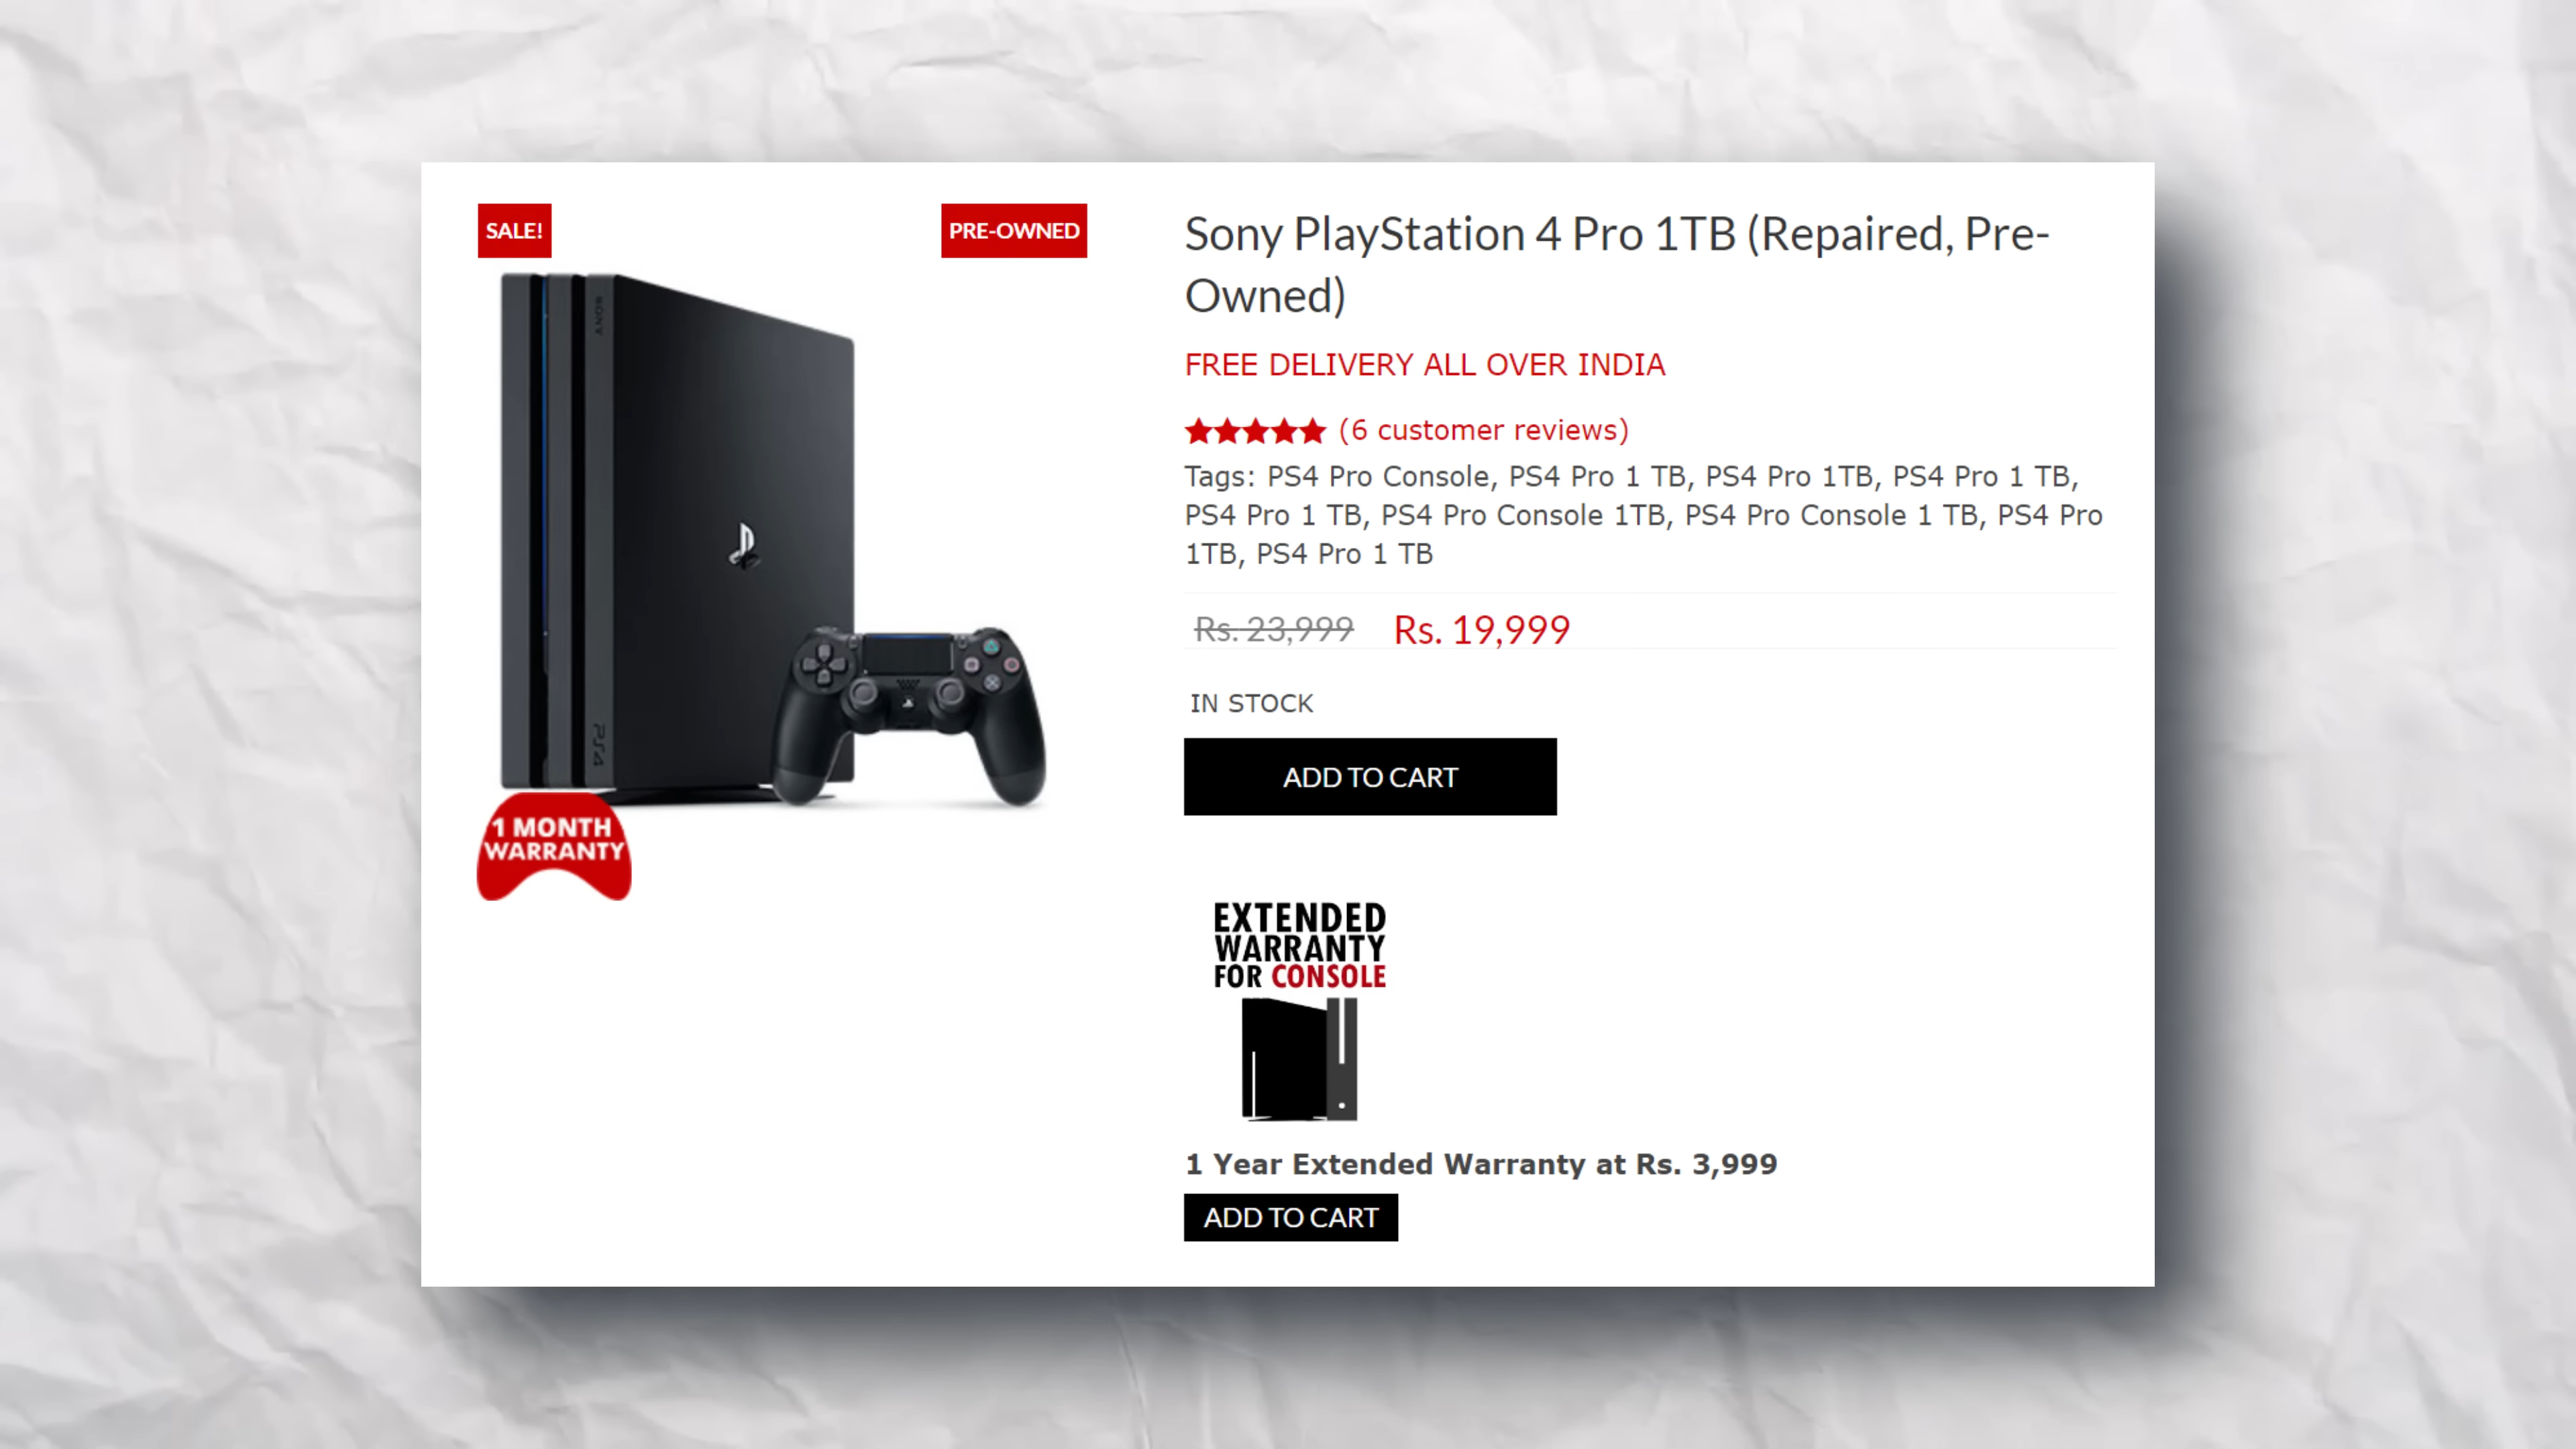 SALE!
PRE-OWNED
SONY
PS4
1 MONTH
WARRANTY
Sony PlayStation 4 Pro 1TB (Repaired, Pre-
Owned)
FREE DELIVERY ALL OVER INDIA
(6 customer reviews)
Tags: PS4 Pro Console, PS4 Pro 1 TB, PS4 Pro 1TB, PS4 Pro 1 TB,
PS4 Pro 1 TB, PS4 Pro Console 1TB, PS4 Pro Console 1 TB, PS4 Pro
1TB, PS4 Pro 1 TB
Rs. 23,999 Rs. 19,999
IN STOCK
ADD TO CART
EXTENDED
WARRANTY
FOR CONSOLE
1 Year Extended Warranty at Rs. 3,999
ADD TO CART